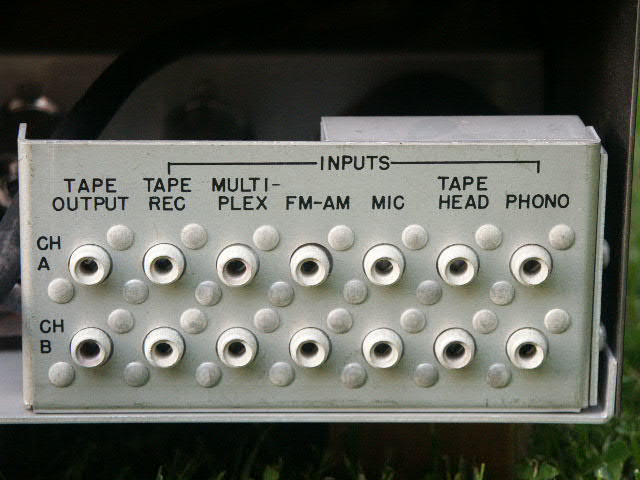 INPUTS
TAPE OUTPUT
TAPE REC
MULTI-PLEX
FM-AM
MIC
TAPE HEAD
PHONO
CH A
CH B